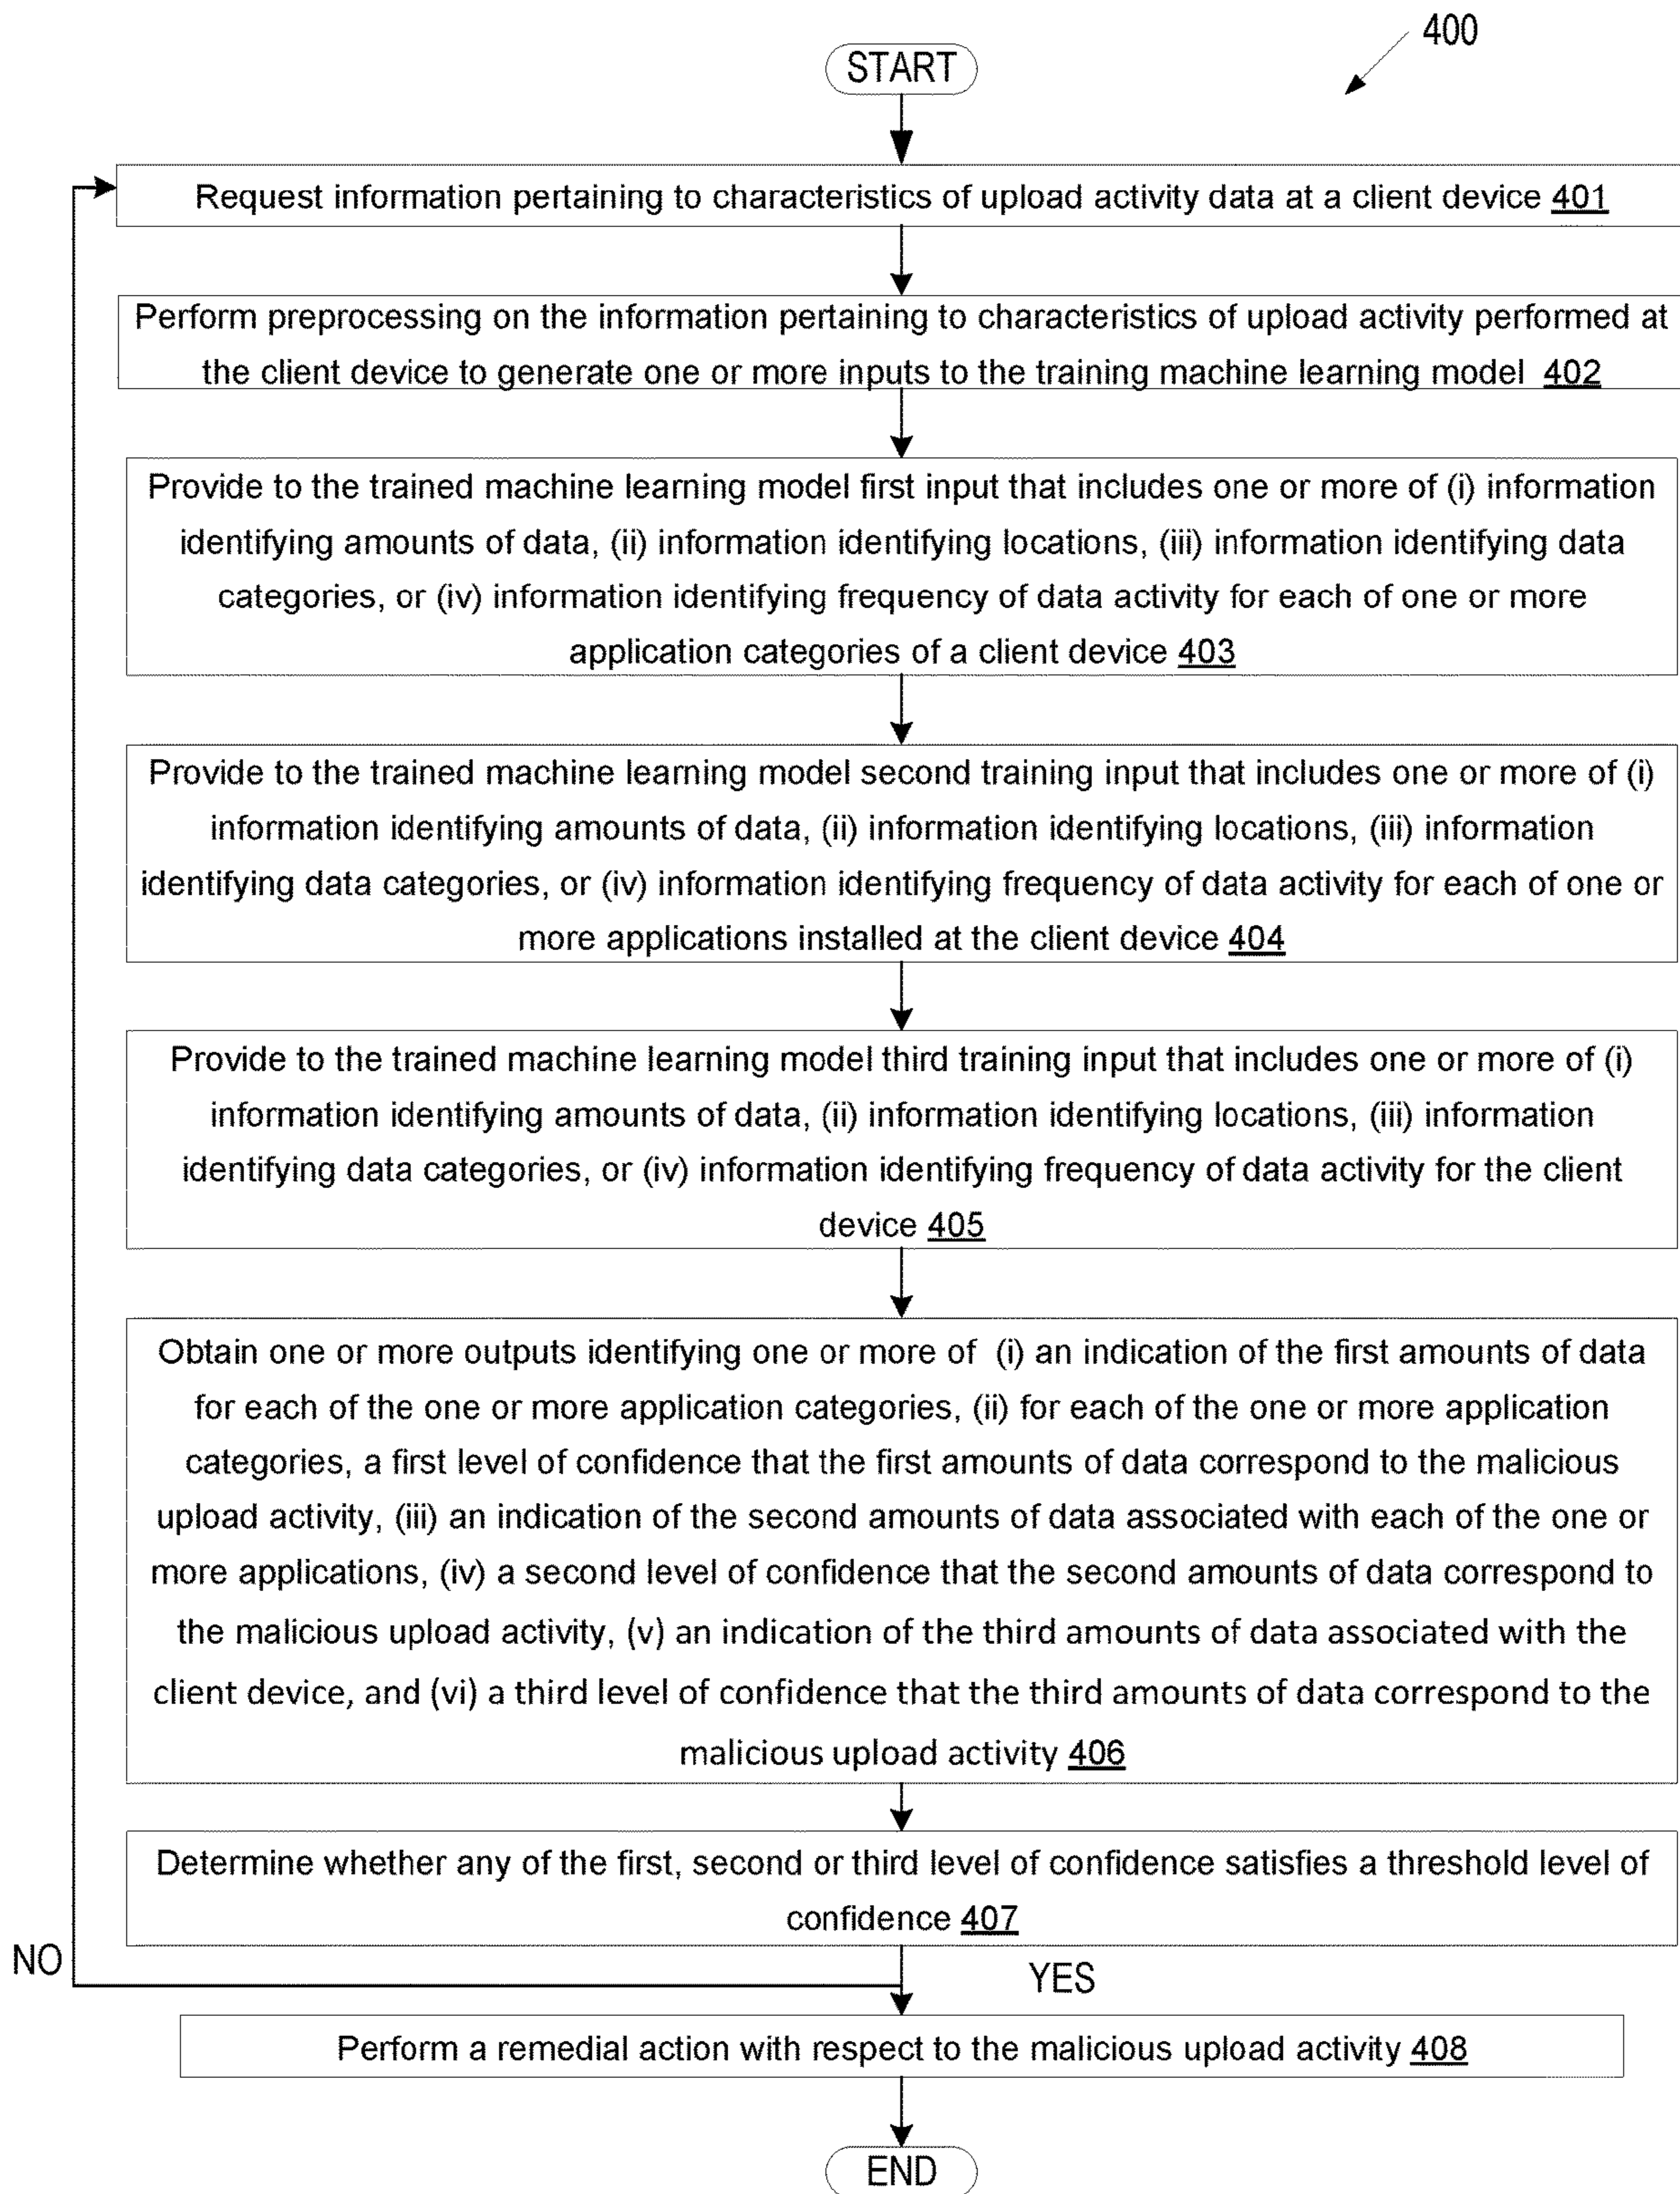 400
START
Request information pertaining to characteristics of upload activity data at a client device 401
Perform preprocessing on the information pertaining to characteristics of upload activity performed at
the client device to generate one or more inputs to the training machine learning model 402
Provide to the trained machine learning model first input that includes one or more of (i) information
identifying amounts of data, (ii) information identifying locations, (iii) information identifying data
categories, or (iv) information identifying frequency of data activity for each of one or more
application categories of a client device 403
Provide to the trained machine learning model second training input that includes one or more of (i)
information identifying amounts of data, (ii) information identifying locations, (iii) information
identifying data categories, or (iv) information identifying frequency of data activity for each of one or
more applications installed at the client device 404
Provide to the trained machine learning model third training input that includes one or more of (i)
information identifying amounts of data, (ii) information identifying locations, (iii) information
identifying data categories, or (iv) information identifying frequency of data activity for the client
device 405
Obtain one or more outputs identifying one or more of (i) an indication of the first amounts of data
for each of the one or more application categories, (ii) for each of the one or more application
categories, a first level of confidence that the first amounts of data correspond to the malicious
upload activity, (iii) an indication of the second amounts of data associated with each of the one or
more applications, (iv) a second level of confidence that the second amounts of data correspond to
the malicious upload activity, (v) an indication of the third amounts of data associated with the
client device, and (vi) a third level of confidence that the third amounts of data correspond to the
malicious upload activity 406
Determine whether any of the first, second or third level of confidence satisfies a threshold level of
confidence 407
NO
YES
Perform a remedial action with respect to the malicious upload activity 408
END